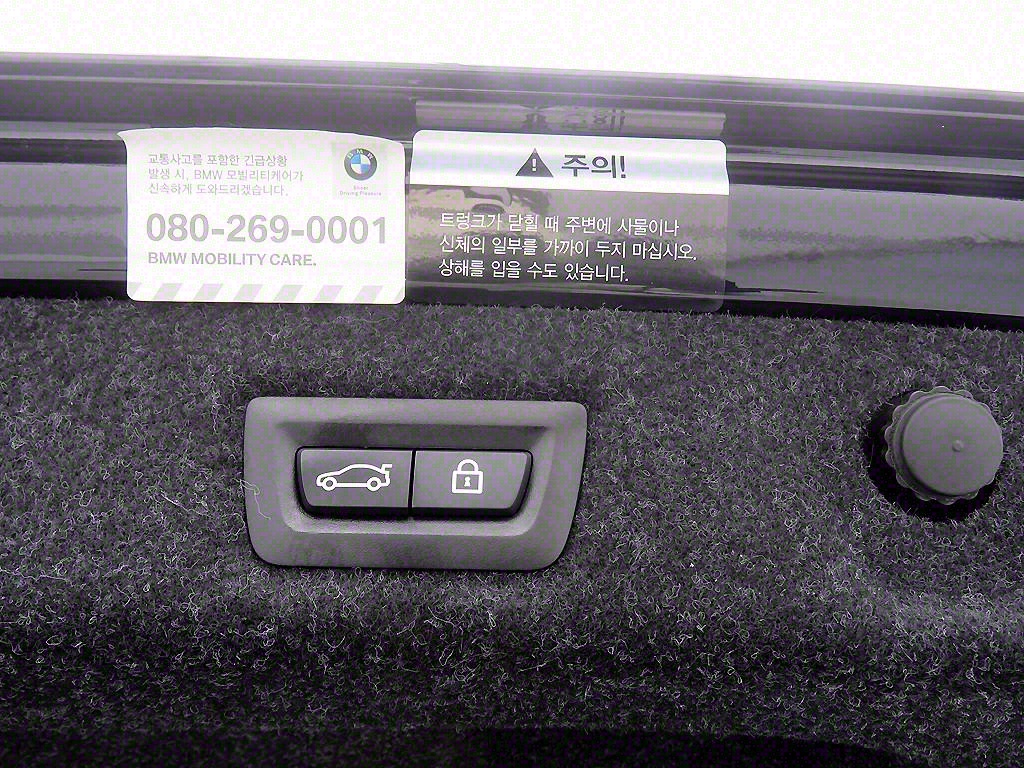 교통사고를 포함한 긴급상황
발생 시, BMW 모빌리티케어가
신속하게 도와드리겠습니다.
BMW
Sheer
Driving Pleasure
080-269-0001
BMW MOBILITY CARE.
주의!
트렁크가 닫힐 때 주변에 사물이나
신체의 일부를 가까이 두지 마십시오.
상해를 입을 수도 있습니다.